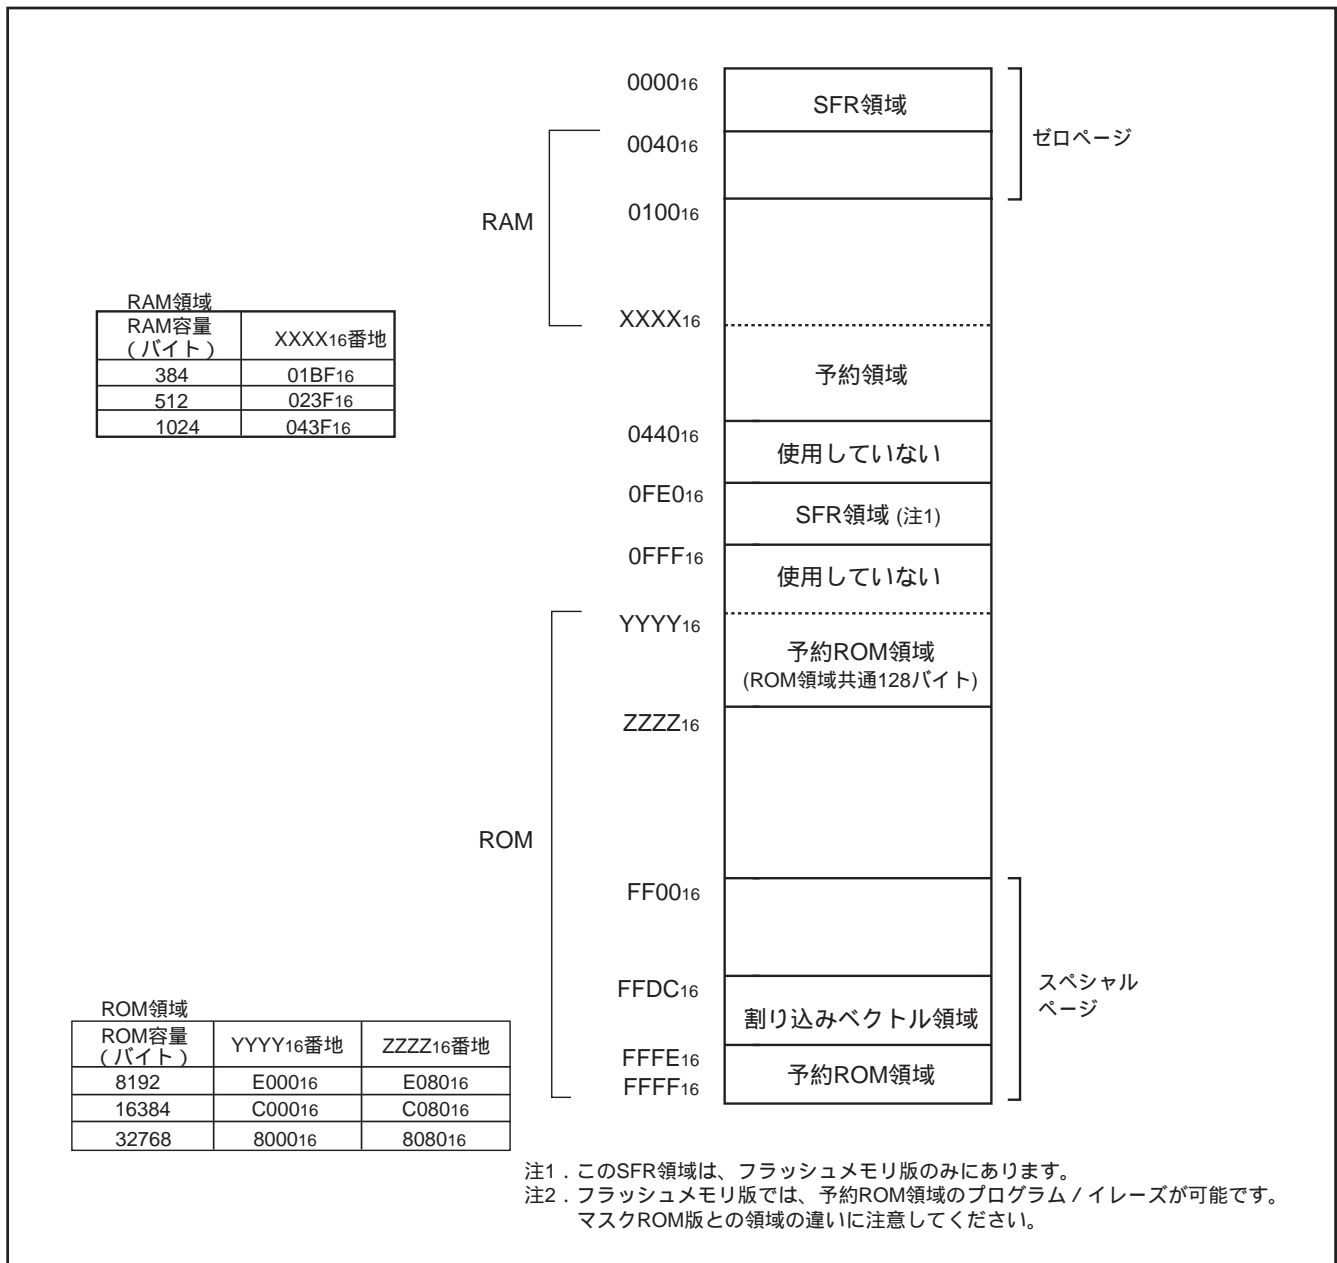 000016
SFR領域
ゼロページ
004016
RAM
010016
XXXX16
予約領域
RAM領域
RAM容量
(バイト)
XXXX16番地
384
01BF16
512
023F16
1024
043F16
044016
使用していない
0FE016
SFR領域 (注1)
0FFF16
使用していない
YYYY16
予約ROM領域
(ROM領域共通128バイト)
ZZZZ16
ROM
FF0016
FFDC16
割り込みベクトル領域
スペシャル
ページ
FFFE16
FFFF16
予約ROM領域
ROM領域
ROM容量
(バイト)
YYYY16番地
ZZZZ16番地
8192
E00016
E08016
16384
C00016
C08016
32768
800016
808016
注1．このSFR領域は、フラッシュメモリ版のみにあります。
注2．フラッシュメモリ版では、予約ROM領域のプログラム / イレーズが可能です。
マスクROM版との領域の違いに注意してください。